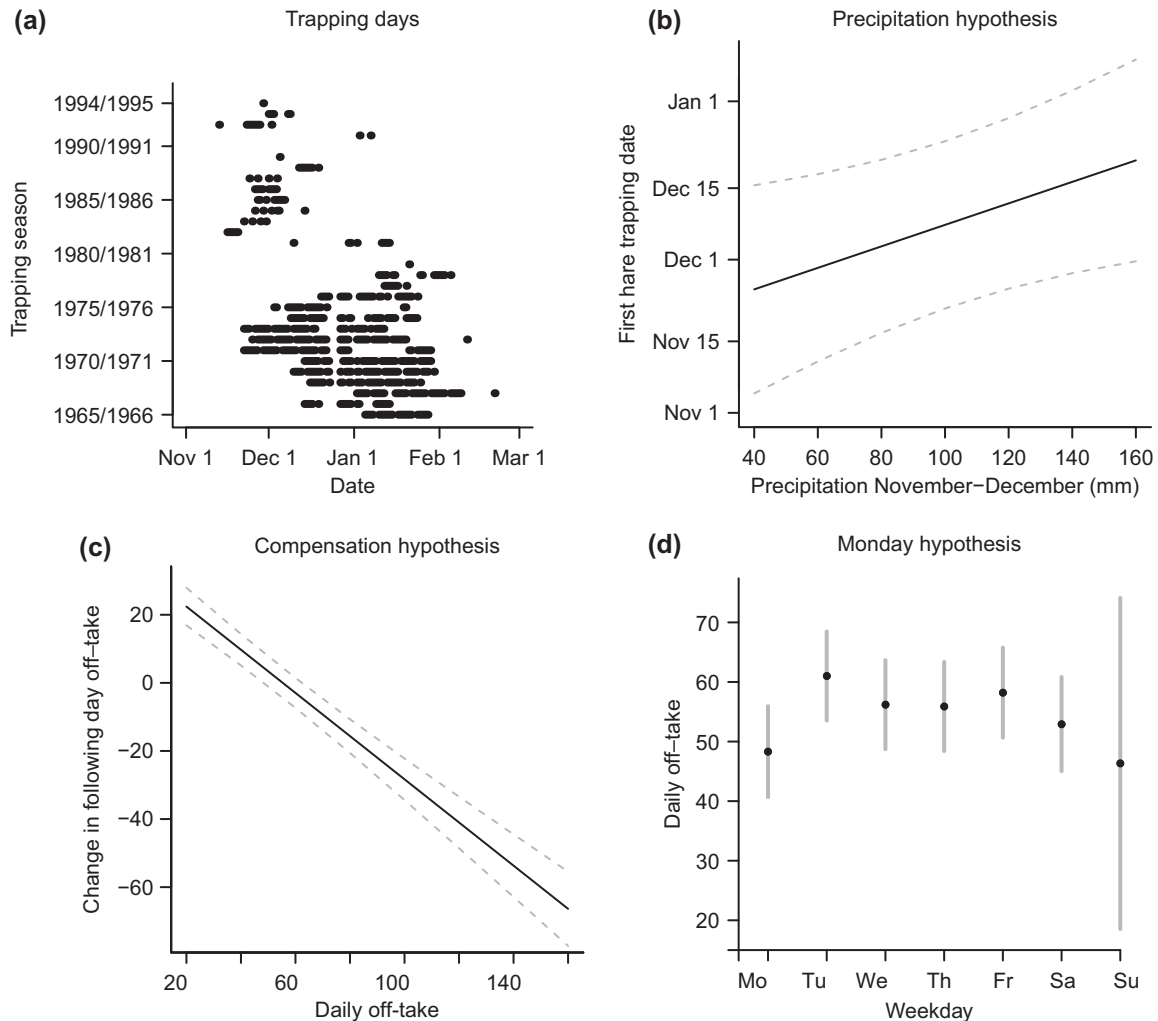 (a)
Trapping days
Trapping season
1994/1995
1990/1991
1985/1986
1980/1981
1975/1976
1970/1971
1965/1966
Nov 1 Dec 1 Jan 1 Feb 1 Mar 1
Date
(b)
Precipitation hypothesis
First hare trapping date
Jan 1
Dec 15
Dec 1
Nov 15
Nov 1
40 60 80 100 120 140 160
Precipitation November−December (mm)
(c)
Compensation hypothesis
Change in following day off−take
20
0
−20
−40
−60
20 60 100 140
Daily off-take
(d)
Monday hypothesis
Daily off−take
70
60
50
40
30
20
Mo Tu We Th Fr Sa Su
Weekday